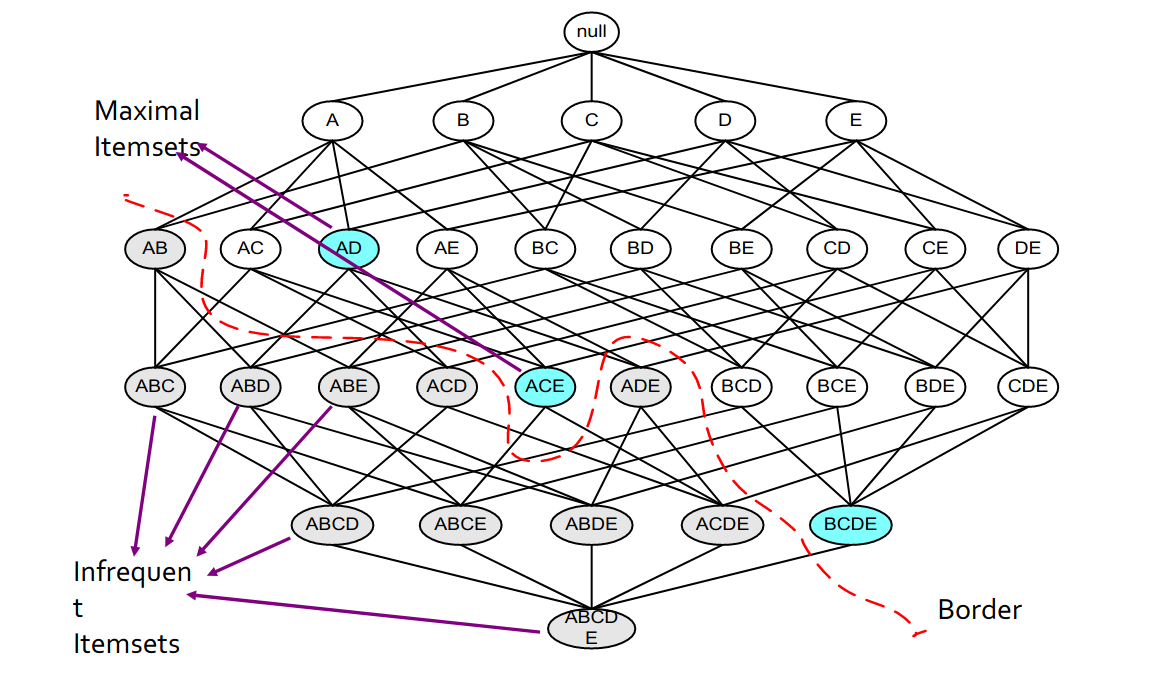 null
Maximal
Itemsets
A B C D E
AB AC AD AE BC BD BE CD CE DE
ABC ABD ABE ACD ACE ADE BCD BCE BDE CDE
ABCD ABCE ABDE ACDE BCDE
Infrequen
t
Itemsets
ABCD
E
Border